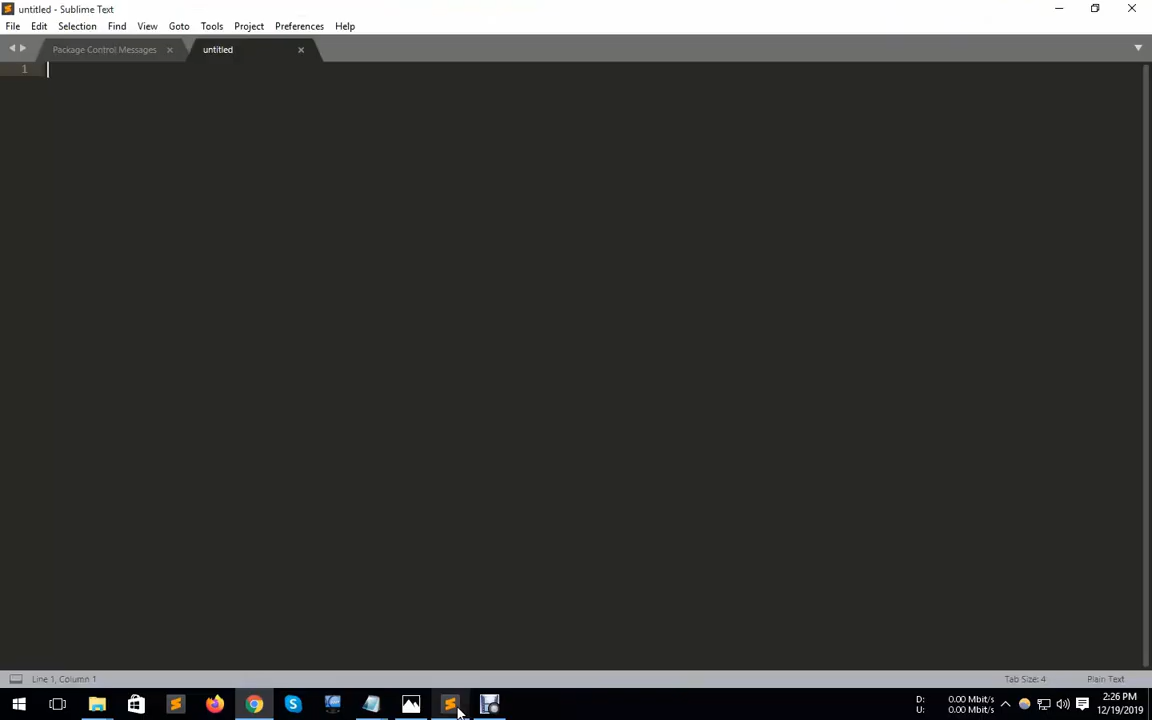 untitled - Sublime Text
File Edit Selection Find View Goto Tools Project Preferences Help
Package Control Messages untitled
1
Line 1, Column 1 Tab Size: 4 Plain Text
D: 0.00 Mbit/s 2:26 PM
U: 0.00 Mbit/s 12/19/2019